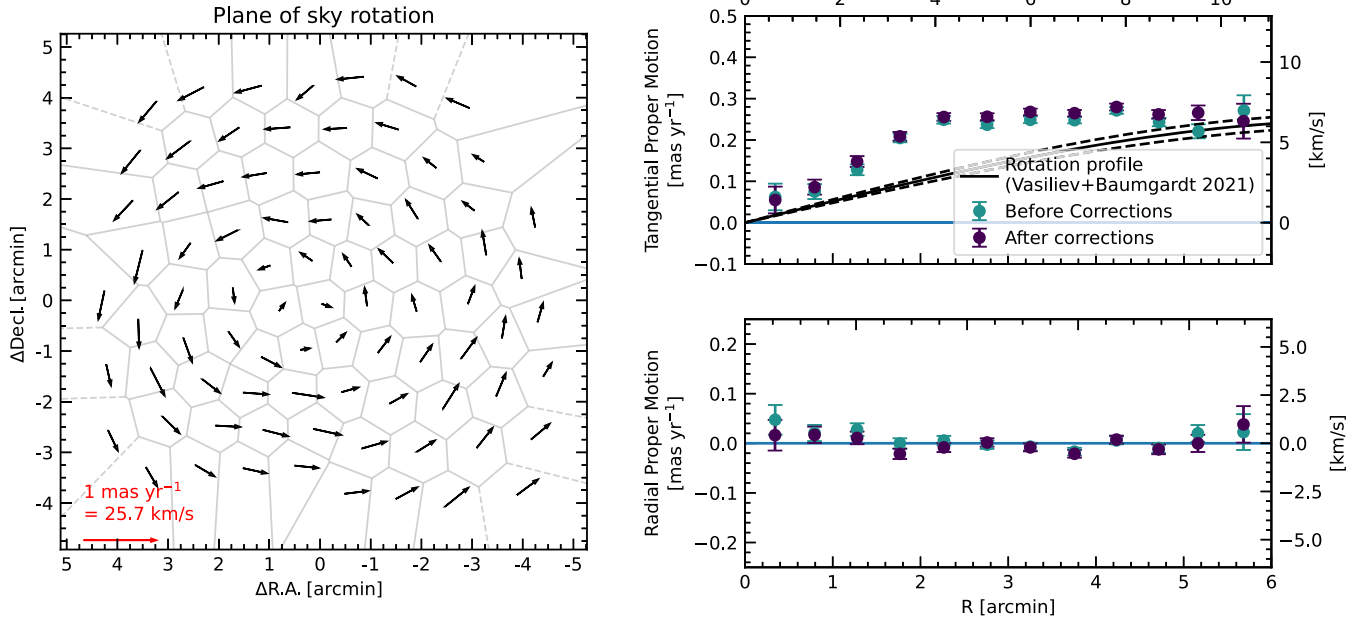 Plane of sky rotation
ΔDecl. [arcmin]
5
4
3
2
1
0
-1
-2
-3
-4
1 mas yr⁻¹
= 25.7 km/s
5 4 3 2 1 0 -1 -2 -3 -4 -5
ΔR.A. [arcmin]
0 2 4 6 8 10
Tangential Proper Motion
[mas yr⁻¹]
0.5
0.4
0.3
0.2
0.1
0.0
−0.1
10
5
0
[km/s]
Rotation profile
(Vasiliev+Baumgardt 2021)
Before Corrections
After corrections
Radial Proper Motion
[mas yr⁻¹]
0.2
0.1
0.0
−0.1
−0.2
5.0
2.5
0.0
−2.5
−5.0
[km/s]
0 1 2 3 4 5 6
R [arcmin]